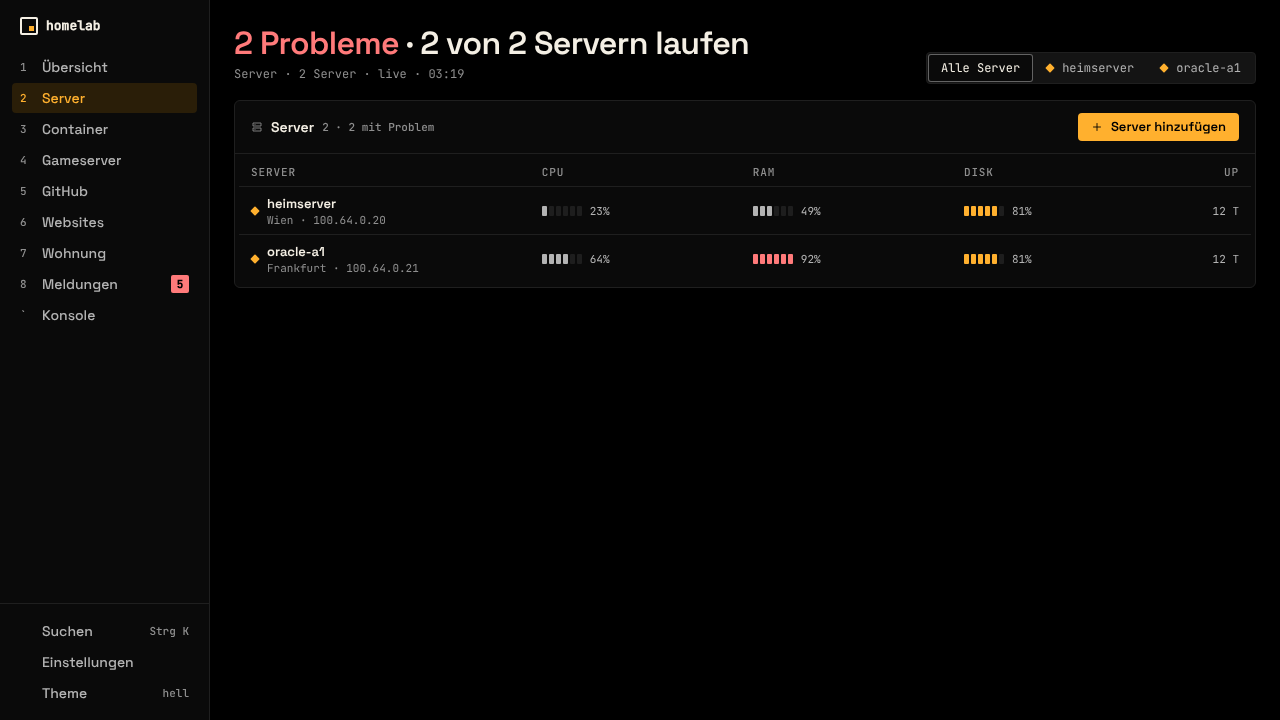 homelab
1 Übersicht
2 Server
3 Container
4 Gameserver
5 GitHub
6 Websites
7 Wohnung
8 Meldungen 5
` Konsole
Suchen Strg K
Einstellungen
Theme hell
2 Probleme · 2 von 2 Servern laufen
Server · 2 Server · live · 03:19
Alle Server heimserver oracle-a1
Server 2 · 2 mit Problem
+ Server hinzufügen
SERVER CPU RAM DISK UP
heimserver
Wien · 100.64.0.20
23% 49% 81% 12 T
oracle-a1
Frankfurt · 100.64.0.21
64% 92% 81% 12 T